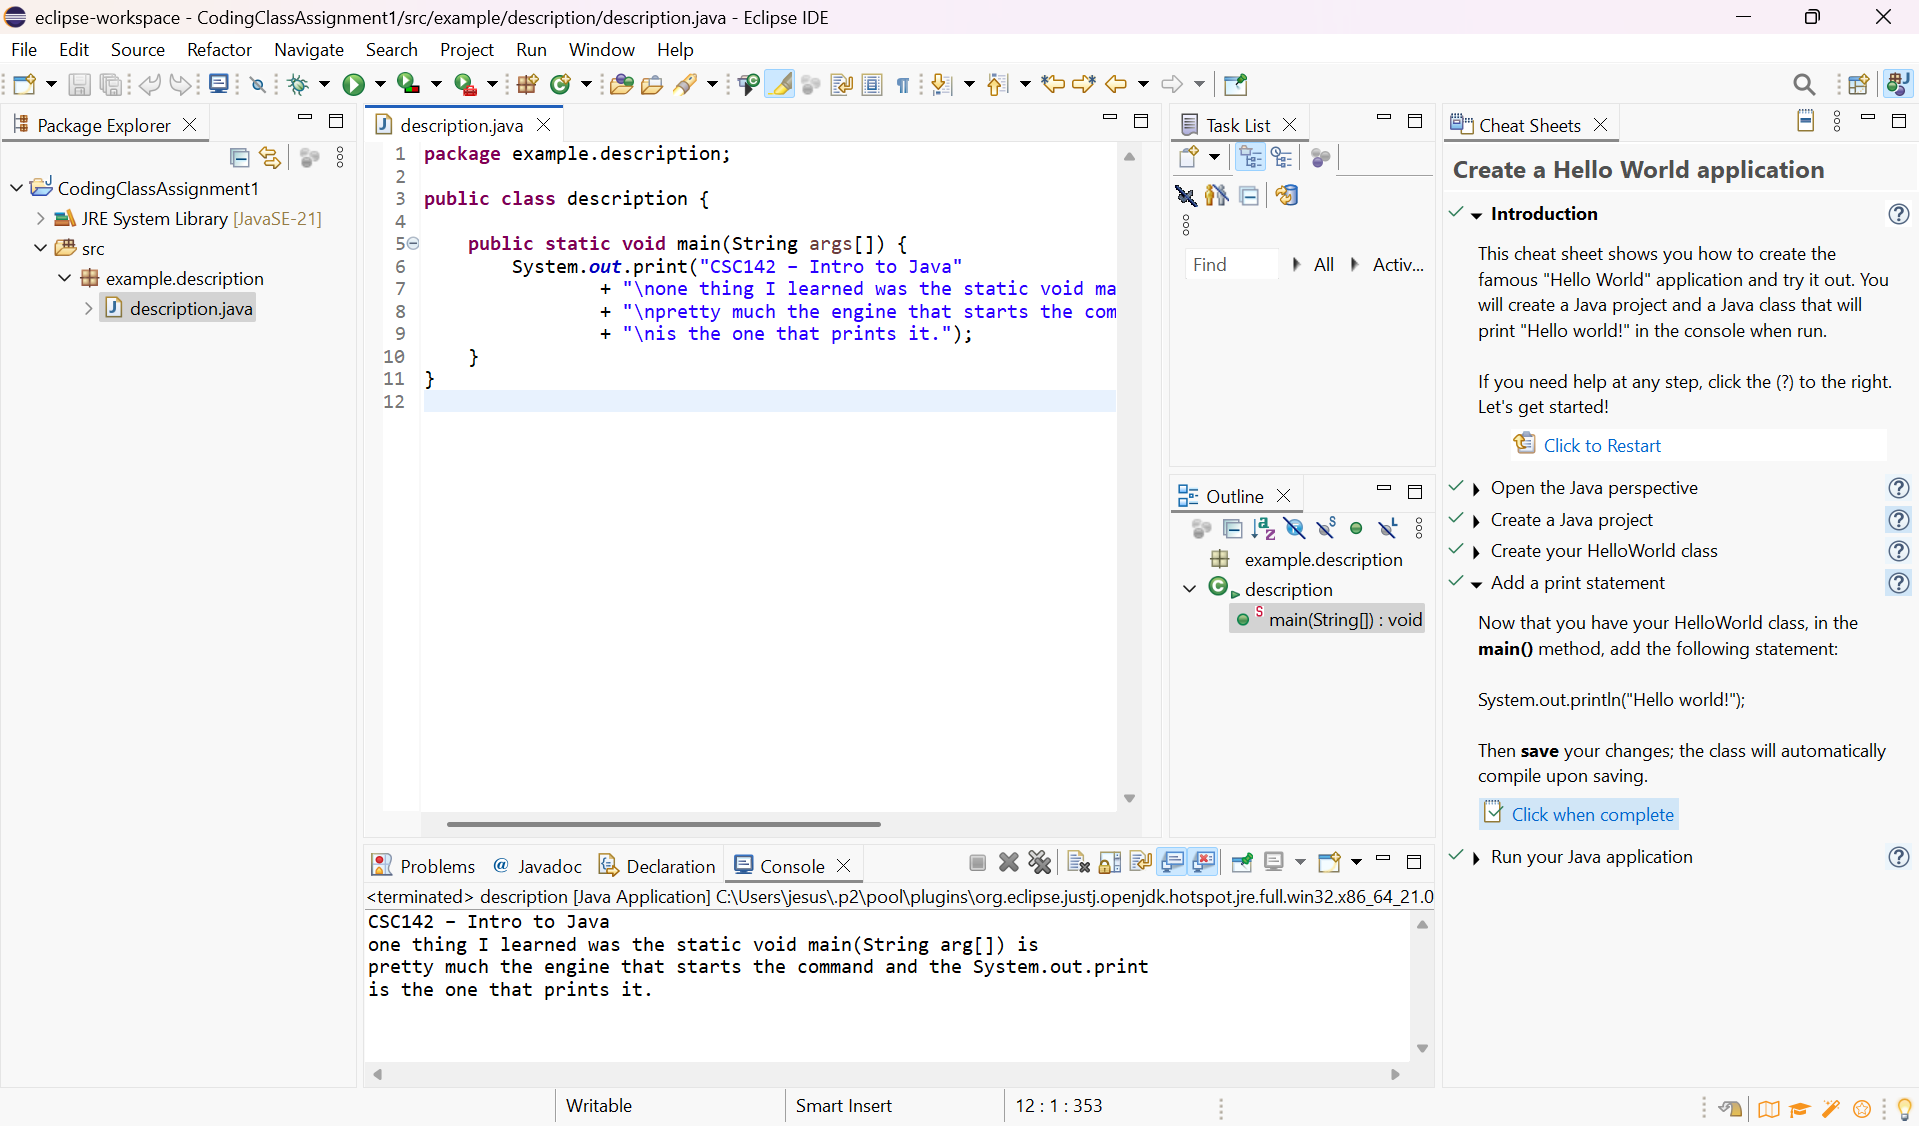 eclipse-workspace - CodingClassAssignment1/src/example/description/description.java - Eclipse IDE
File Edit Source Refactor Navigate Search Project Run Window Help
Package Explorer
CodingClassAssignment1
JRE System Library [JavaSE-21]
src
example.description
description.java
description.java
1 package example.description;
2
3 public class description {
4
5 public static void main(String args[]) {
6 System.out.print("CSC142 – Intro to Java"
7 + "\none thing I learned was the static void ma
8 + "\npretty much the engine that starts the com
9 + "\nis the one that prints it.");
10 }
11 }
12
Task List
Find All Activ...
Outline
example.description
description
main(String[]) : void
Cheat Sheets
Create a Hello World application
Introduction
This cheat sheet shows you how to create the
famous "Hello World" application and try it out. You
will create a Java project and a Java class that will
print "Hello world!" in the console when run.
If you need help at any step, click the (?) to the right.
Let's get started!
Click to Restart
Open the Java perspective
Create a Java project
Create your HelloWorld class
Add a print statement
Now that you have your HelloWorld class, in the
main() method, add the following statement:
System.out.println("Hello world!");
Then save your changes; the class will automatically
compile upon saving.
Click when complete
Run your Java application
Problems @ Javadoc Declaration Console
<terminated> description [Java Application] C:\Users\jesus\.p2\pool\plugins\org.eclipse.justj.openjdk.hotspot.jre.full.win32.x86_64_21.0
CSC142 – Intro to Java
one thing I learned was the static void main(String arg[]) is
pretty much the engine that starts the command and the System.out.print
is the one that prints it.
Writable Smart Insert 12 : 1 : 353